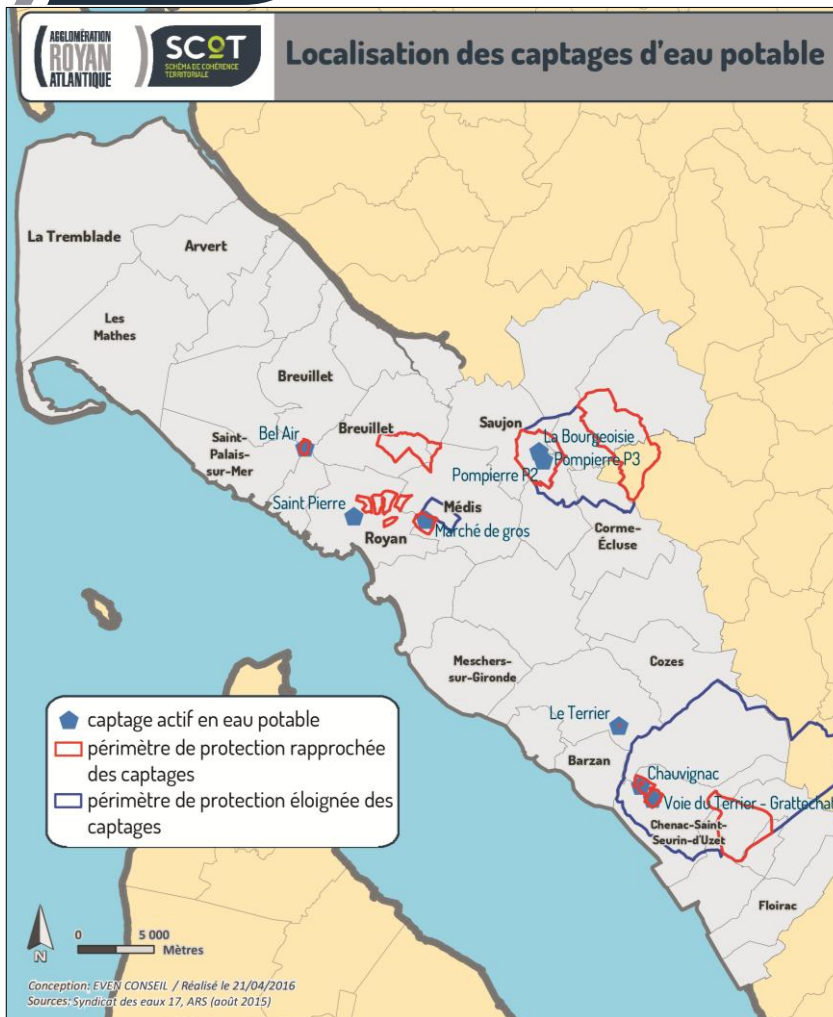 AGGLOMÉRATION
ROYAN
ATLANTIQUE
SCOT
SCHÉMA DE COHÉRENCE
TERRITORIALE
Localisation des captages d'eau potable
La Tremblade
Arvert
Les
Mathes
Breuillet
Saint-
Palais-
sur-Mer
Bel Air
Breuillet
Saujon
La Bourgeoisie
Pompierre P2
Pompierre P3
Saint Pierre
Médis
Royan
Marché de gros
Corme-
Écluse
Meschers-
sur-Gironde
Cozes
Le Terrier
Barzan
Chauvignac
Voie du Terrier - Grattechat
Chenac-Saint-
Seurin-d'Uzet
Floirac
captage actif en eau potable
périmètre de protection rapprochée
des captages
périmètre de protection éloignée des
captages
N
0 5 000
Mètres
Conception: EVEN CONSEIL / Réalisé le 21/04/2016
Sources: Syndicat des eaux 17, ARS (août 2015)